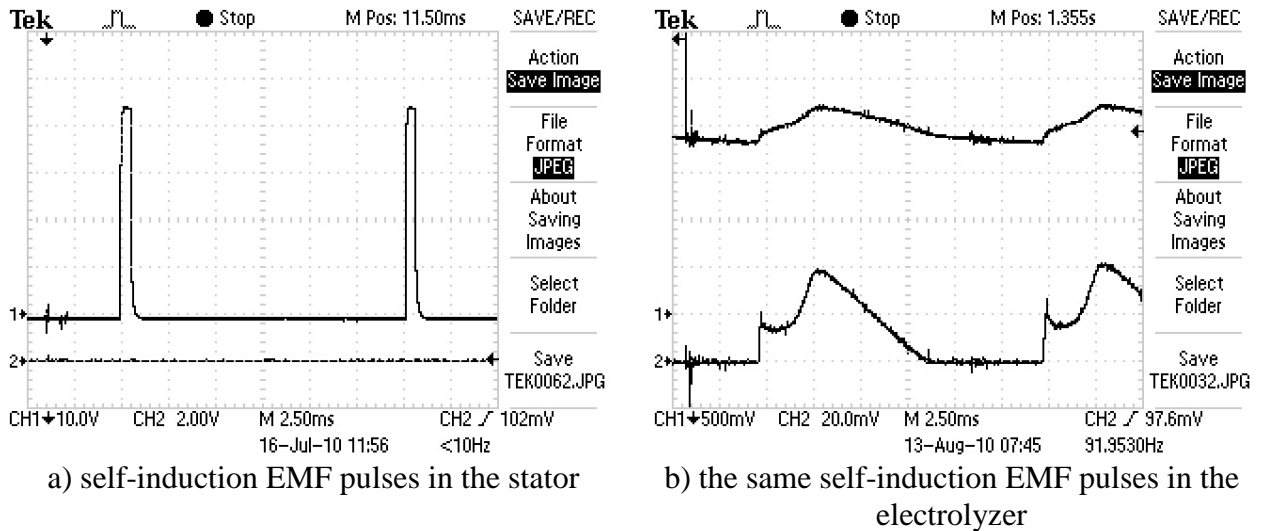 Tek Stop M Pos: 11.50ms SAVE/REC
Action
Save Image
File
Format
JPEG
About
Saving
Images
Select
Folder
Save
TEK0062.JPG
1
2
CH1 10.0V CH2 2.00V M 2.50ms CH2 102mV
16-Jul-10 11:56 <10Hz
a) self-induction EMF pulses in the stator
Tek Stop M Pos: 1.355s SAVE/REC
Action
Save Image
File
Format
JPEG
About
Saving
Images
Select
Folder
Save
TEK0032.JPG
1
2
CH1 500mV CH2 20.0mV M 2.50ms CH2 97.6mV
13-Aug-10 07:45 91.9530Hz
b) the same self-induction EMF pulses in the
electrolyzer